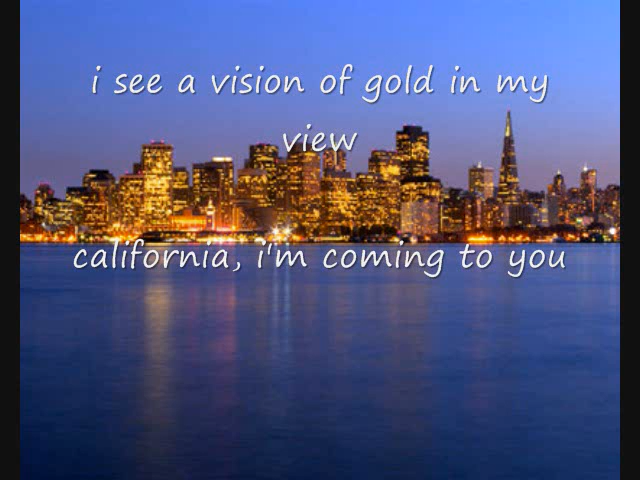 i see a vision of gold in my
view
california, i'm coming to you